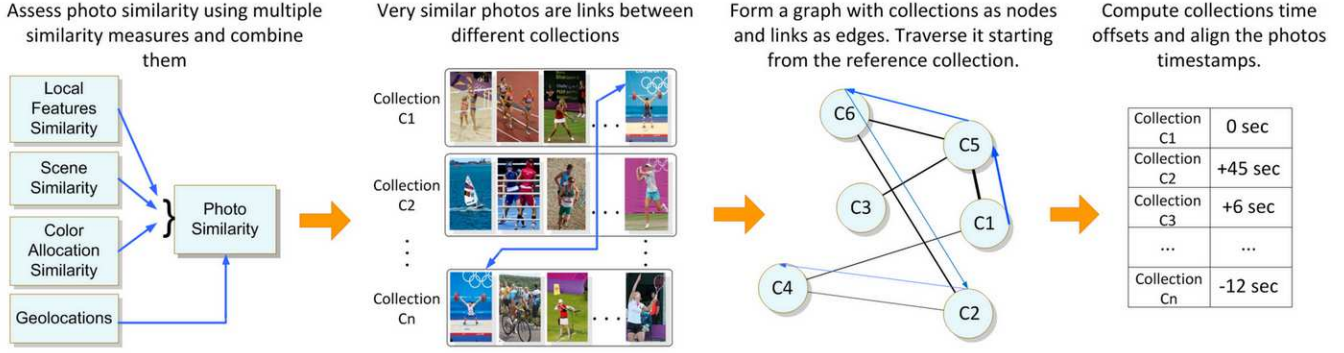 Assess photo similarity using multiple
similarity measures and combine
them
Local
Features
Similarity
Scene
Similarity
Color
Allocation
Similarity
Geolocations
}
Photo
Similarity
Very similar photos are links between
different collections
Collection
C1
. . .
Collection
C2
. . .
Collection
Cn
. . .
Form a graph with collections as nodes
and links as edges. Traverse it starting
from the reference collection.
C6
C5
C3
C1
C4
C2
Compute collections time
offsets and align the photos
timestamps.
Collection
C1
0 sec
Collection
C2
+45 sec
Collection
C3
+6 sec
...
...
Collection
Cn
-12 sec